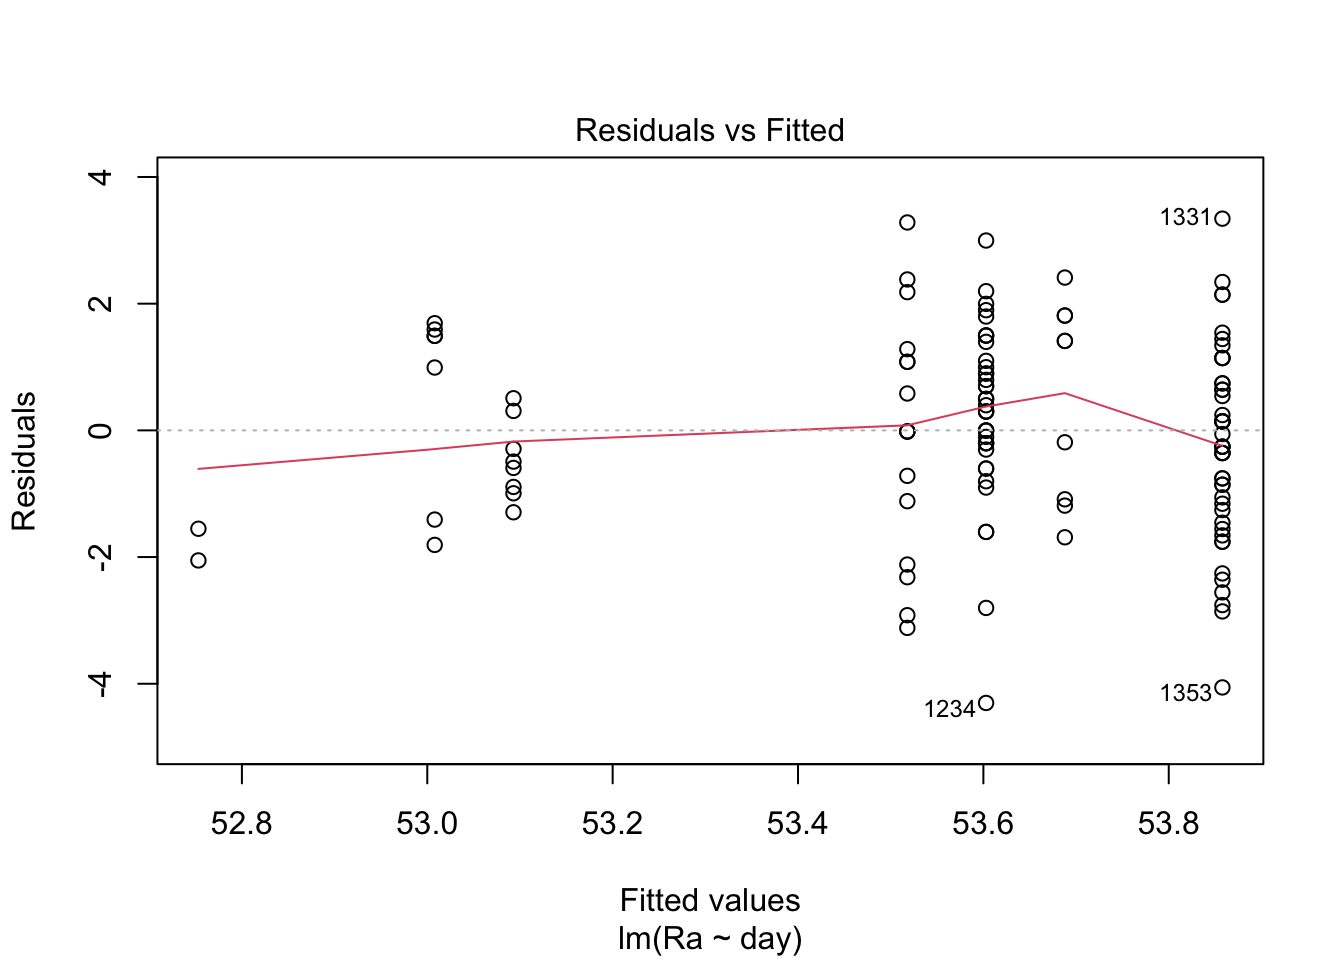 Residuals vs Fitted
Residuals
4
2
0
-2
-4
1331
1234
1353
52.8 53.0 53.2 53.4 53.6 53.8
Fitted values
lm(Ra ~ day)